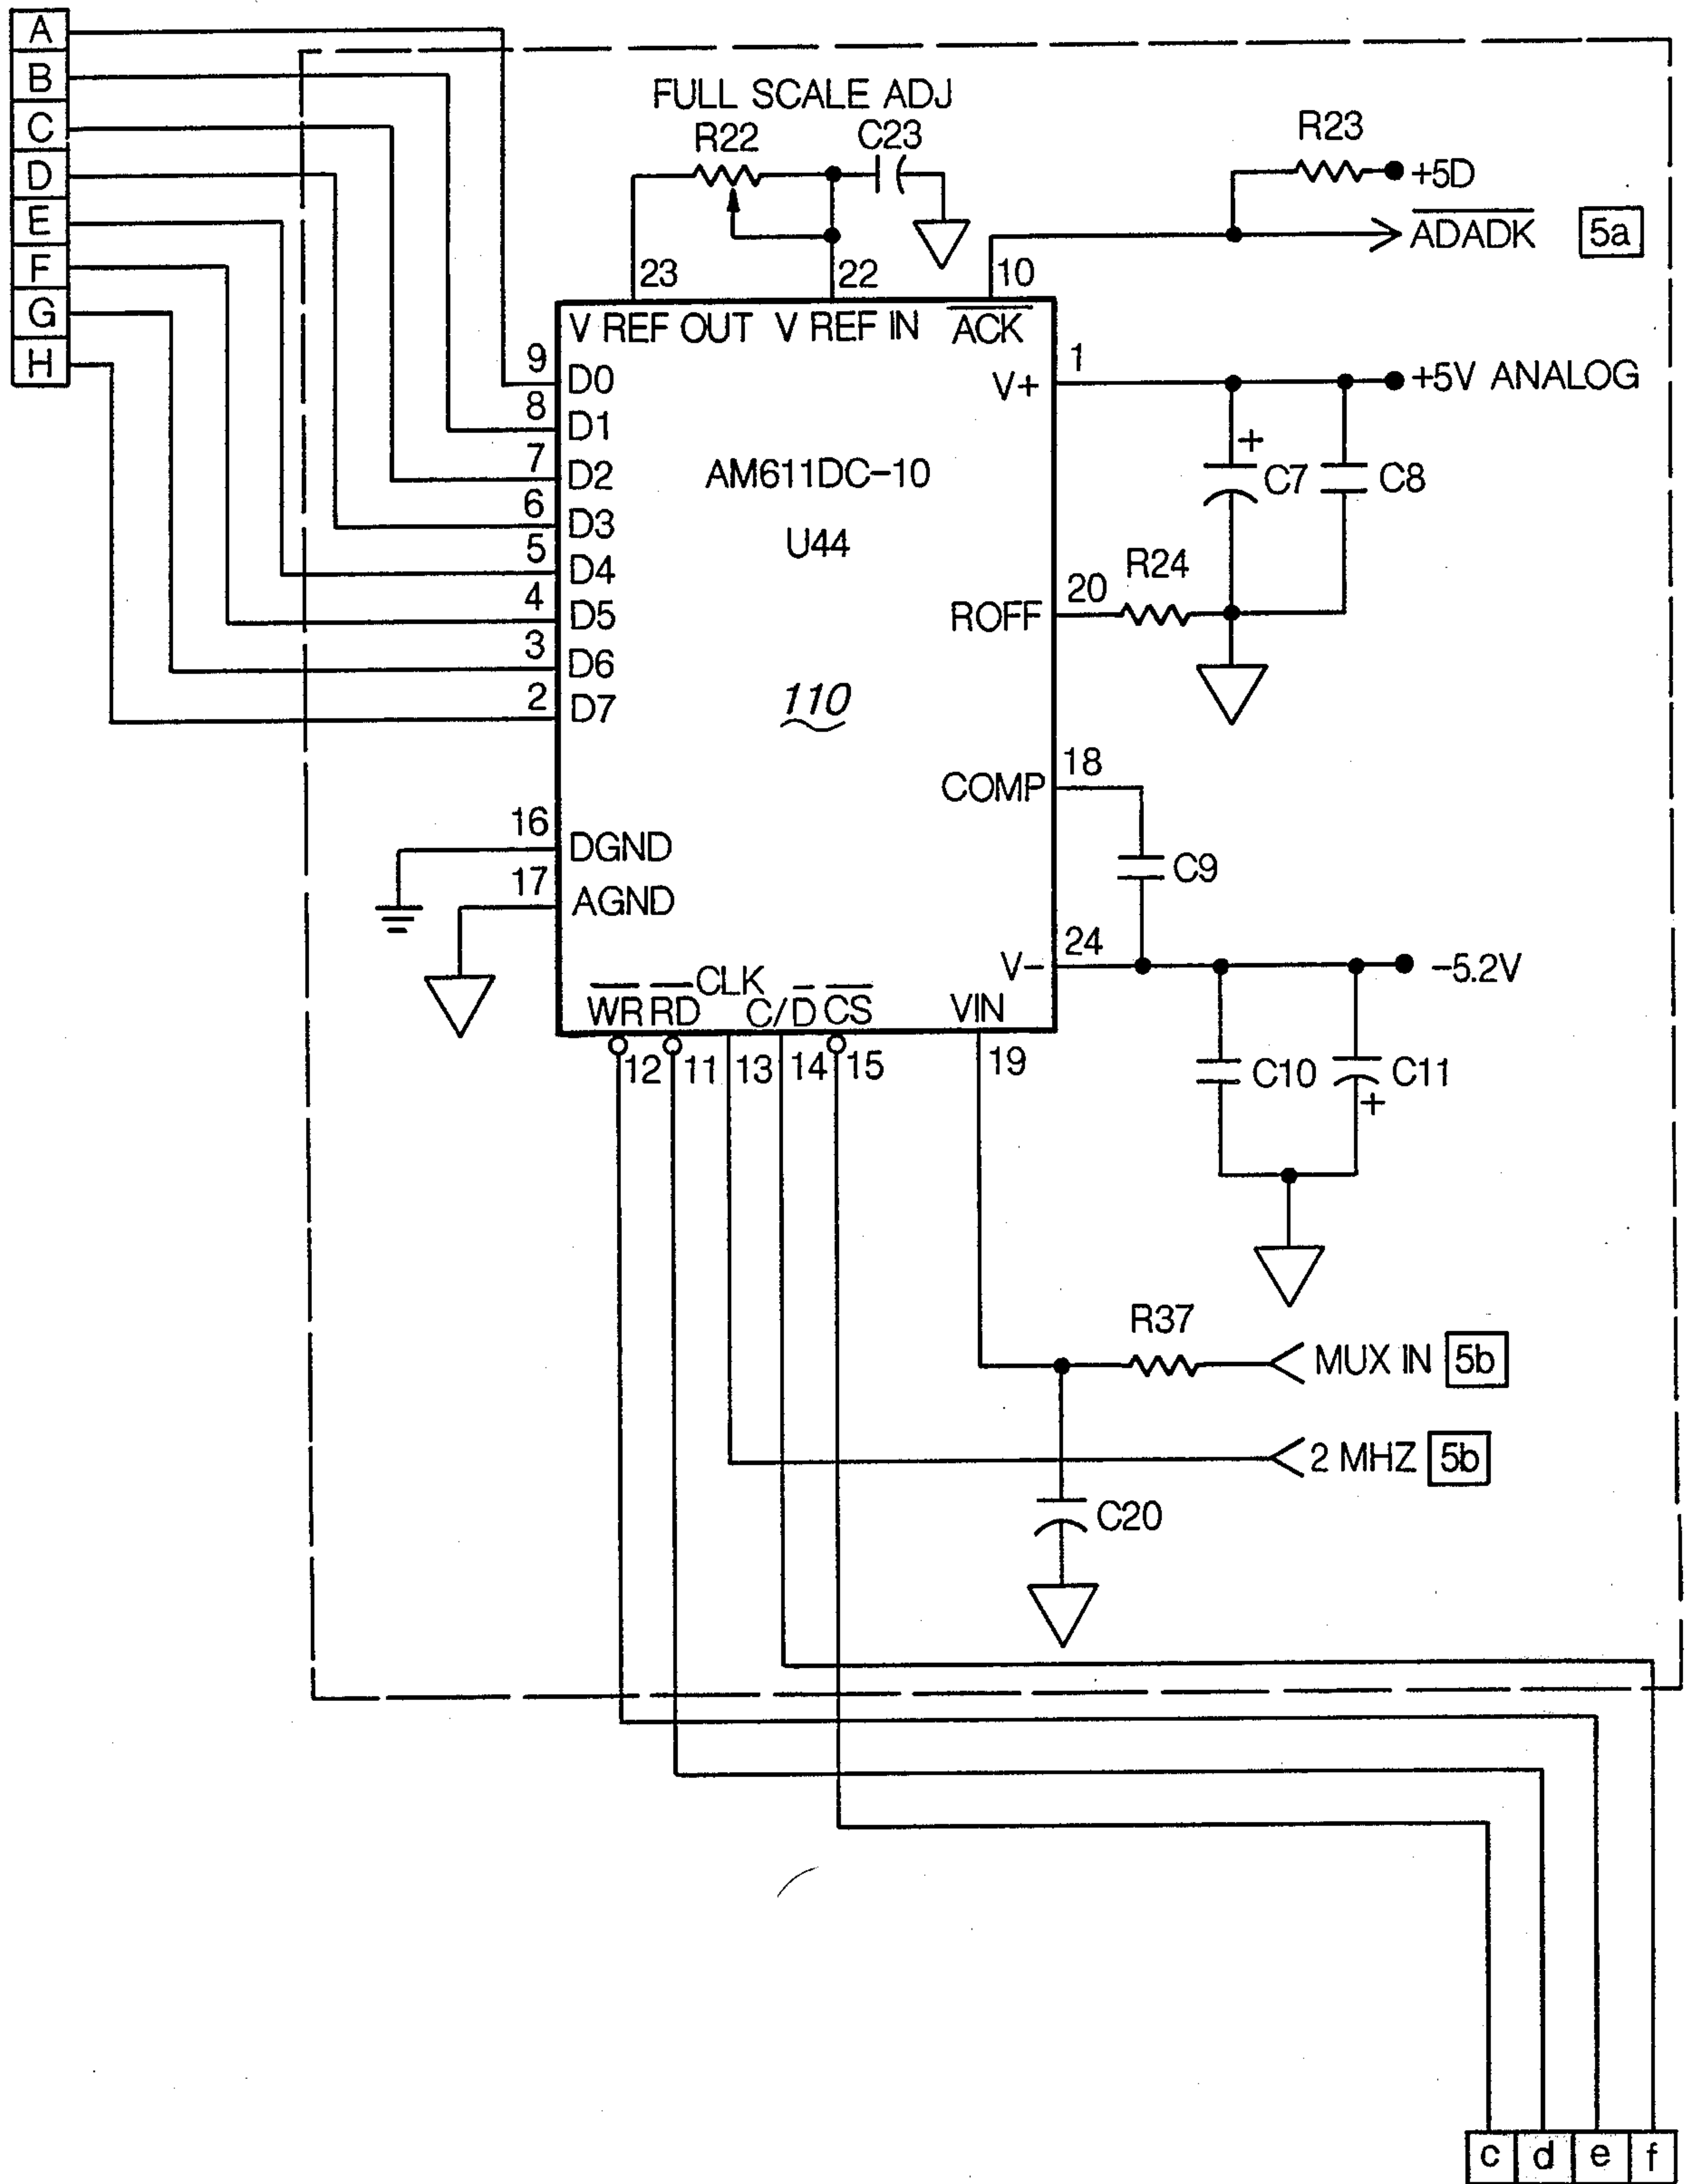 A
B
C
D
E
F
G
H
FULL SCALE ADJ
R22
C23
R23
+5D
ADADK
5a
23
22
10
V REF OUT
V REF IN
ACK
9
D0
8
D1
7
D2
6
D3
5
D4
4
D5
3
D6
2
D7
AM611DC-10
U44
110
V+
1
+5V ANALOG
C7
+
C8
ROFF
20
R24
COMP
18
C9
16
DGND
17
AGND
V-
24
-5.2V
WR
RD
CLK
C/D
CS
VIN
12
11
13
14
15
19
C10
C11
+
R37
MUX IN
5b
2 MHZ
5b
C20
c
d
e
f